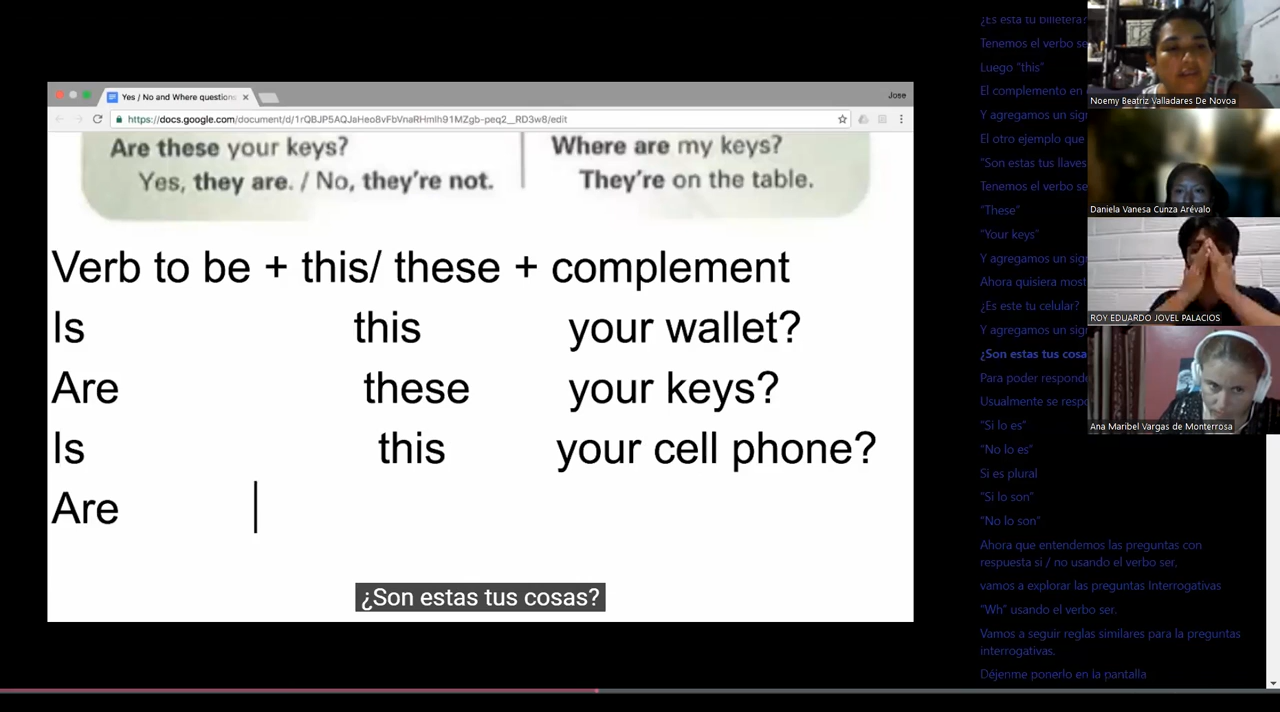 Yes / No and Where questions
Jose
https://docs.google.com/document/d/1rQBJP5AQJaHeo8vFbVnaRHmIh91MZgb-peq2__RD3w8/edit
Are these your keys?
Yes, they are. / No, they're not.
Where are my keys?
They're on the table.
Verb to be + this/ these + complement
Is this your wallet?
Are these your keys?
Is this your cell phone?
Are
¿Son estas tus cosas?
¿Es esta tu billetera?
Tenemos el verbo se
Luego "this"
El complemento en
Y agregamos un sig
El otro ejemplo que
"Son estas tus llaves
Tenemos el verbo se
"These"
"Your keys"
Y agregamos un sig
Ahora quisiera most
¿Es este tu celular?
Y agregamos un sig
¿Son estas tus cosa
Para poder responde
Usualmente se respo
"Si lo es"
"No lo es"
Si es plural
"Si lo son"
"No lo son"
Ahora que entendemos las preguntas con
respuesta si / no usando el verbo ser,
vamos a explorar las preguntas Interrogativas
"Wh" usando el verbo ser.
Vamos a seguir reglas similares para la preguntas
interrogativas.
Déjenme ponerlo en la pantalla
Noemy Beatriz Valladares De Novoa
Daniela Vanesa Cunza Arévalo
ROY EDUARDO JOVEL PALACIOS
Ana Maribel Vargas de Monterrosa